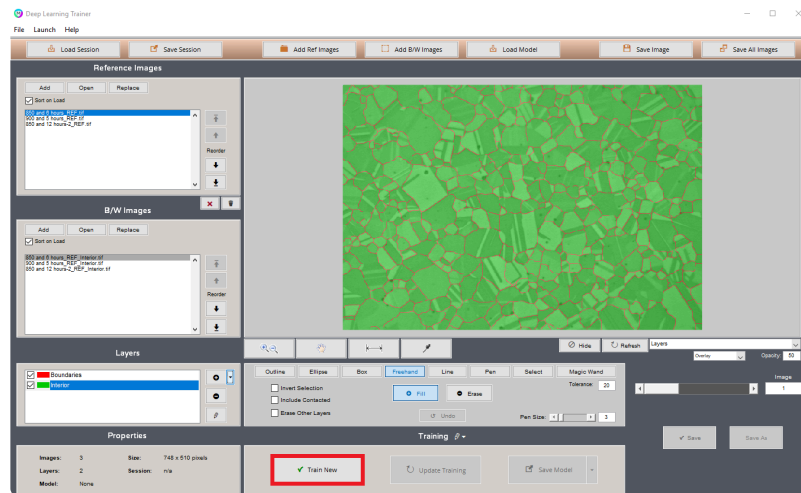 Deep Learning Trainer
File Launch Help
Load Session Save Session Add Ref Images Add B/W Images Load Model Save Image Save All Images
Reference Images
Add Open Replace
Sort on Load
850 and 6 hours_REF.tif
900 and 5 hours_REF.tif
850 and 12 hours-2_REF.tif
Reorder
B/W Images
Add Open Replace
Sort on Load
850 and 6 hours_REF_Interior.tif
900 and 5 hours_REF_Interior.tif
850 and 12 hours-2_REF_Interior.tif
Reorder
Layers
Boundaries
Interior
Properties
Images: 3 Size: 748 x 510 pixels
Layers: 2 Session: n/a
Model: None
Hide Refresh Layers
Overlay Opacity 50
Outline Ellipse Box Freehand Line Pen Select Magic Wand
Invert Selection
Include Contacted
Erase Other Layers
Fill Erase
Undo
Tolerance: 20
Pen Size: 3
Image
1
Training
Train New Update Training Save Model
Save Save As